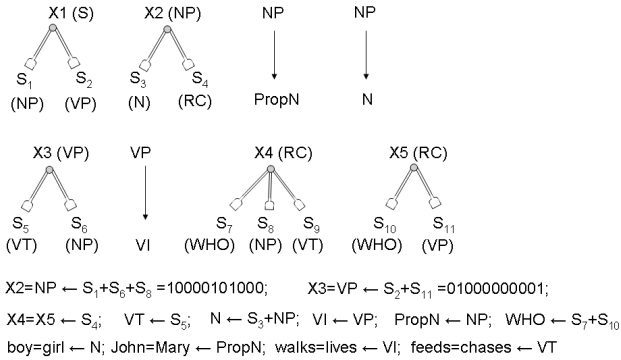 X1 (S) X2 (NP) NP NP
S1 S2 S3 S4 PropN N
(NP) (VP) (N) (RC)
X3 (VP) VP X4 (RC) X5 (RC)
S5 S6 S7 S8 S9 S10 S11
(VT) (NP) VI (WHO) (NP) (VT) (WHO) (VP)
X2=NP ← S1+S6+S8 =10000101000; X3=VP ← S2+S11 =01000000001;
X4=X5 ← S4; VT ← S5; N ← S3+NP; VI ← VP; PropN ← NP; WHO ← S7+S10
boy=girl ← N; John=Mary ← PropN; walks=lives ← VI; feeds=chases ← VT